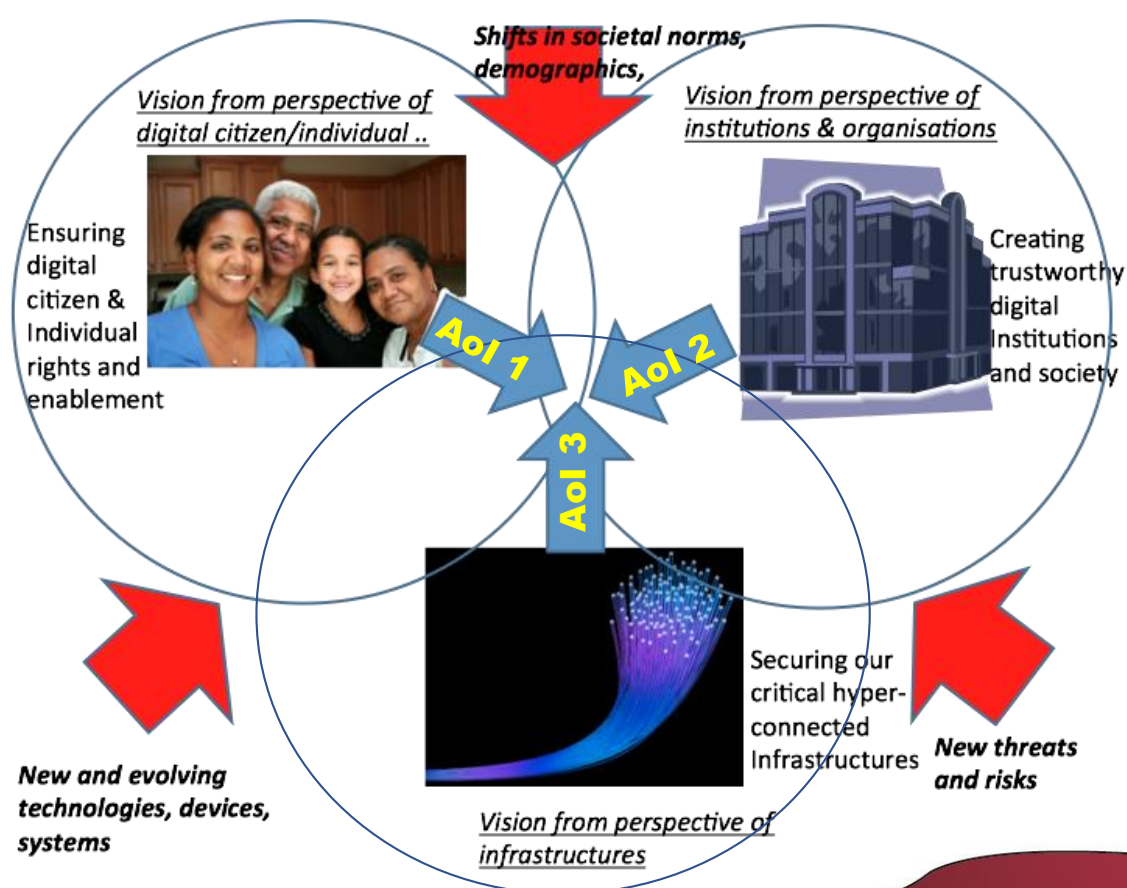 Shifts in societal norms,
demographics,
Vision from perspective of
digital citizen/individual ..
Vision from perspective of
institutions & organisations
Ensuring
digital
citizen &
Individual
rights and
enablement
Creating
trustworthy
digital
Institutions
and society
AoI 1
AoI 2
AoI 3
Securing our
critical hyper-
connected
Infrastructures
New threats
and risks
New and evolving
technologies, devices,
systems
Vision from perspective of
infrastructures